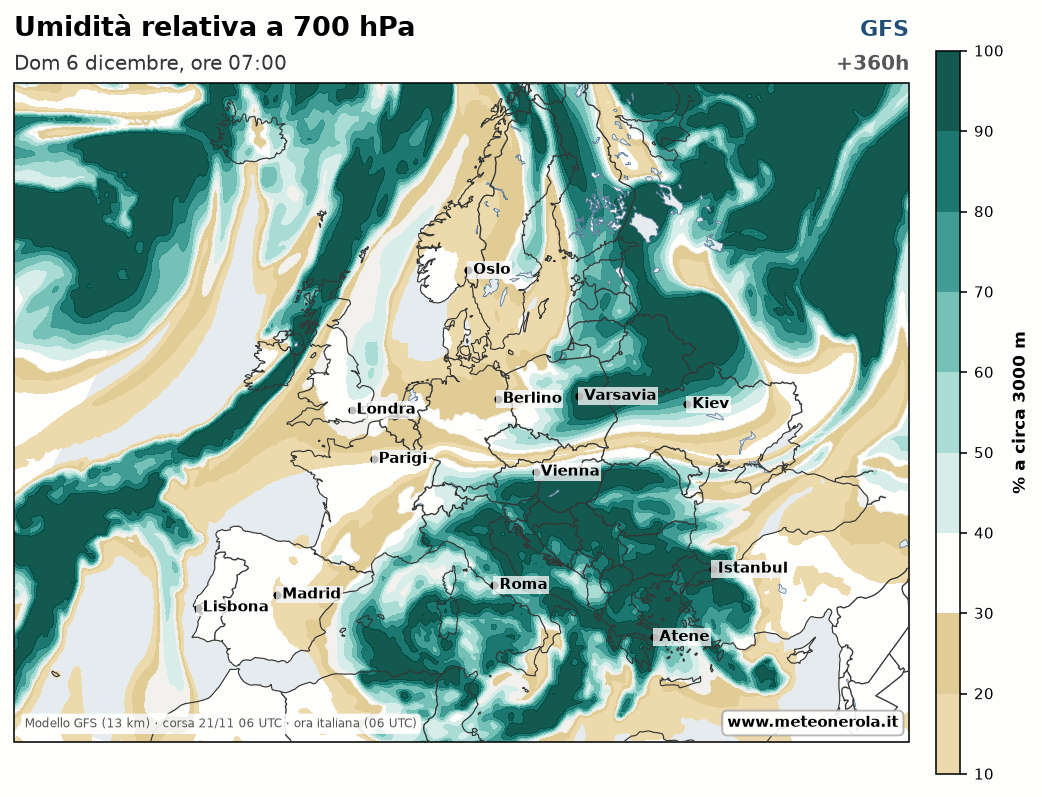 Umidità relativa a 700 hPa
GFS
Dom 6 dicembre, ore 07:00
+360h
100
90
80
70
60
50
40
30
20
10
% a circa 3000 m
Oslo
Berlino
Varsavia
Kiev
Londra
Parigi
Vienna
Istanbul
Roma
Madrid
Lisbona
Atene
Modello GFS (13 km) · corsa 21/11 06 UTC · ora italiana (06 UTC)
www.meteonerola.it